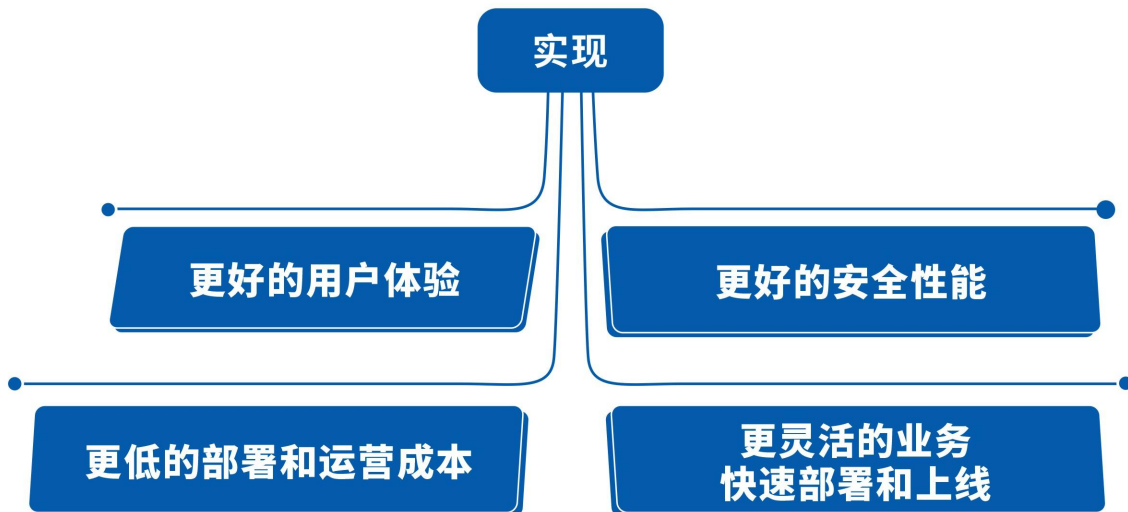 实现
更好的用户体验
更好的安全性能
更低的部署和运营成本
更灵活的业务
快速部署和上线